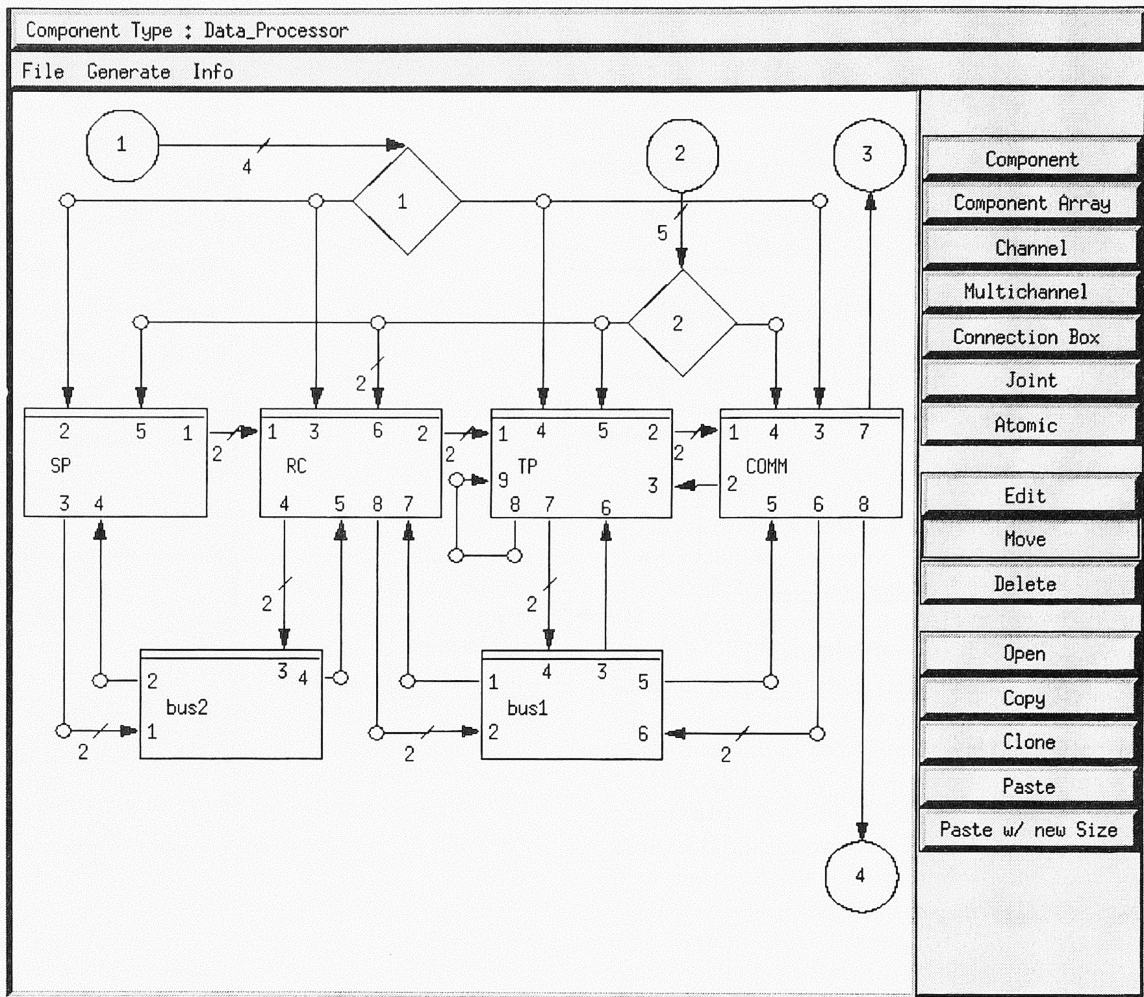 Component Type : Data_Processor
File Generate Info
1
2
3
4
1
5
2
2
2 5 1
SP
3 4
2
1 3 6 2
RC
4 5 8 7
2
1 4 5 2
9 TP 3
8 7 6
2
1 4 3 7
COMM
2
5 6 8
2
2
3 4
2
bus2
1
2
4 3
1 5
bus1
2 6
2
2
4
Component
Component Array
Channel
Multichannel
Connection Box
Joint
Atomic
Edit
Move
Delete
Open
Copy
Clone
Paste
Paste w/ new Size